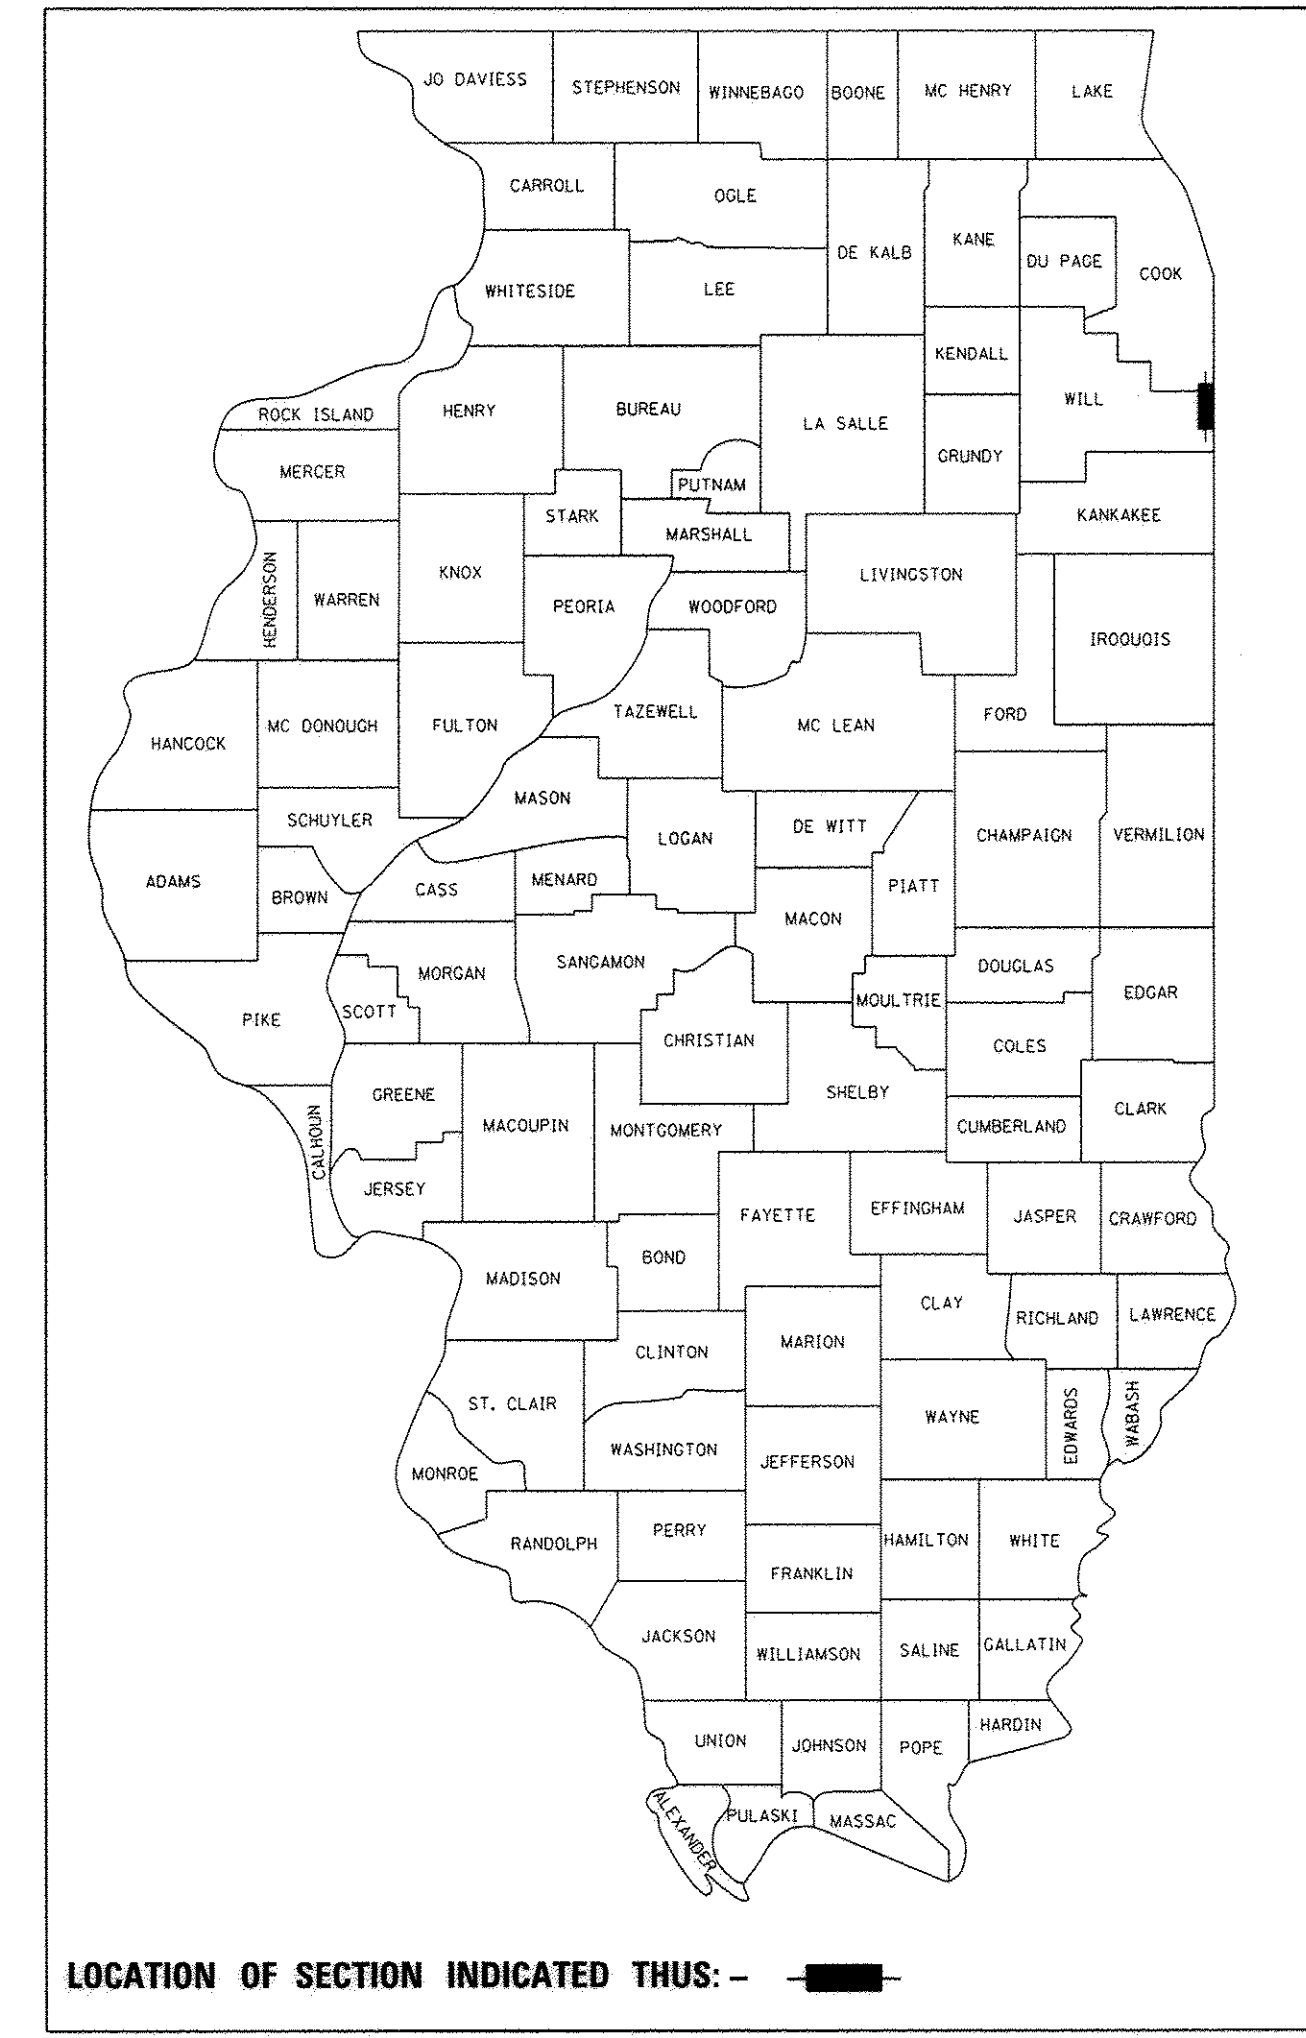 JO DAVIESS
STEPHENSON
WINNEBAGO
BOONE
MC HENRY
LAKE
CARROLL
OGLE
DE KALB
KANE
DU PAGE
COOK
WHITESIDE
LEE
KENDALL
ROCK ISLAND
HENRY
BUREAU
LA SALLE
WILL
GRUNDY
MERCER
PUTNAM
STARK
MARSHALL
KANKAKEE
HENDERSON
WARREN
KNOX
PEORIA
WOODFORD
LIVINGSTON
IROQUOIS
HANCOCK
MC DONOUGH
FULTON
TAZEWELL
MC LEAN
FORD
MASON
SCHUYLER
LOGAN
DE WITT
CHAMPAIGN
VERMILION
ADAMS
BROWN
CASS
MENARD
PIATT
MACON
SANGAMON
MORGAN
DOUGLAS
EDGAR
PIKE
SCOTT
MOULTRIE
CHRISTIAN
COLES
GREENE
CALHOUN
MACOUPIN
MONTGOMERY
SHELBY
CUMBERLAND
CLARK
JERSEY
FAYETTE
EFFINGHAM
JASPER
CRAWFORD
BOND
MADISON
CLAY
RICHLAND
LAWRENCE
CLINTON
MARION
ST. CLAIR
WAYNE
EDWARDS
WABASH
WASHINGTON
JEFFERSON
MONROE
RANDOLPH
PERRY
HAMILTON
WHITE
FRANKLIN
JACKSON
WILLIAMSON
SALINE
GALLATIN
UNION
JOHNSON
POPE
HARDIN
ALEXANDER
PULASKI
MASSAC
LOCATION OF SECTION INDICATED THUS: –